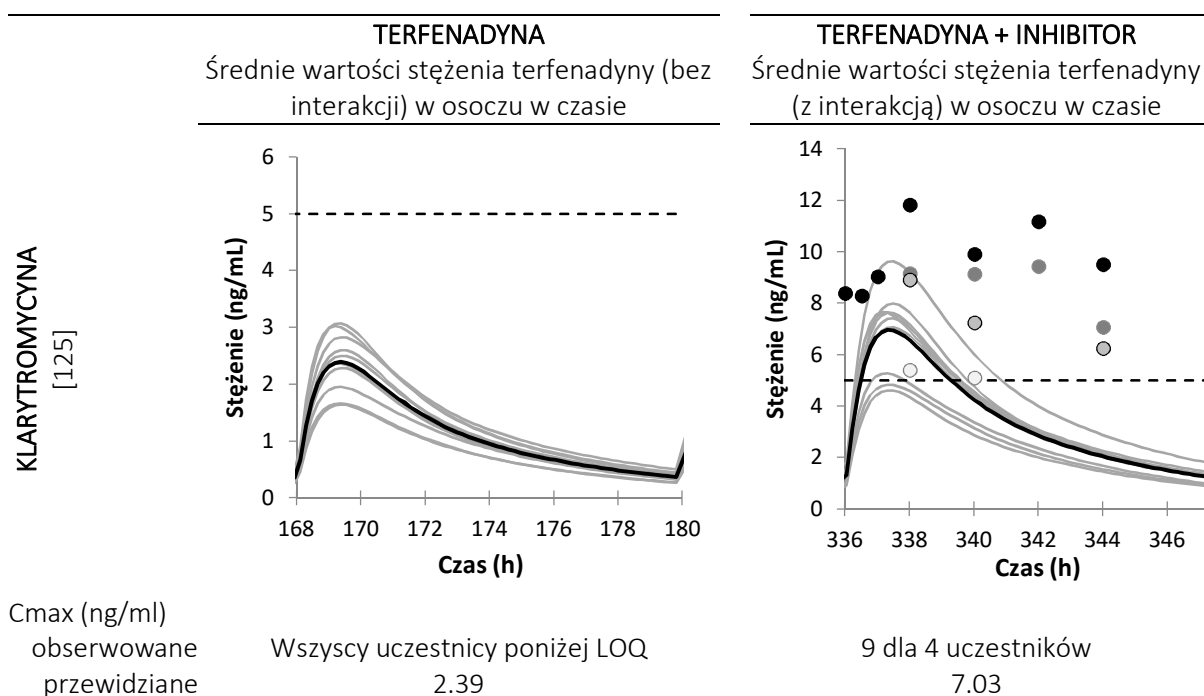 TERFENADYNA
Średnie wartości stężenia terfenadyny (bez
interakcji) w osoczu w czasie
TERFENADYNA + INHIBITOR
Średnie wartości stężenia terfenadyny
(z interakcją) w osoczu w czasie
KLARYTROMYCYNA
[125]
Stężenie (ng/mL)
6
5
4
3
2
1
0
168 170 172 174 176 178 180
Czas (h)
Stężenie (ng/mL)
14
12
10
8
6
4
2
0
336 338 340 342 344 346
Czas (h)
Cmax (ng/ml)
obserwowane Wszyscy uczestnicy poniżej LOQ 9 dla 4 uczestników
przewidziane 2.39 7.03